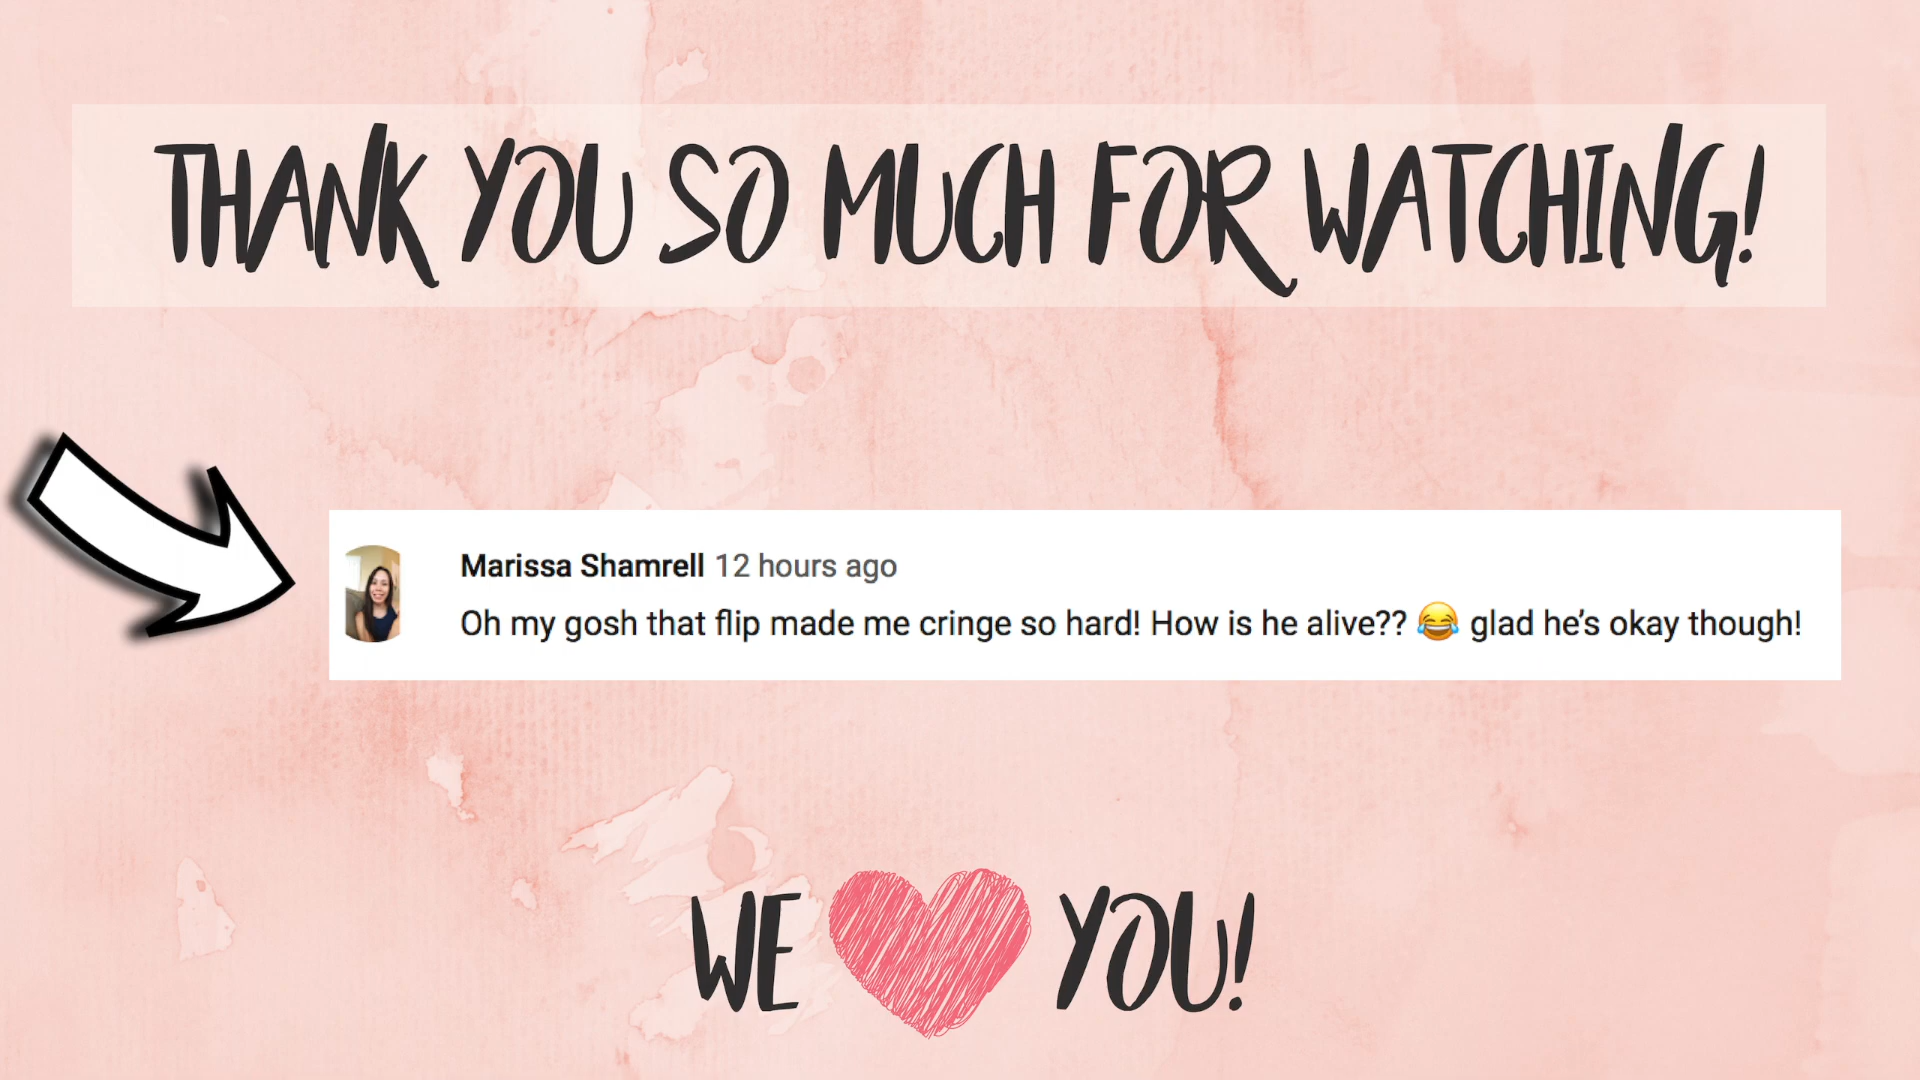 THANK YOU SO MUCH FOR WATCHING!
Marissa Shamrell 12 hours ago
Oh my gosh that flip made me cringe so hard! How is he alive?? 😂 glad he’s okay though!
WE YOU!